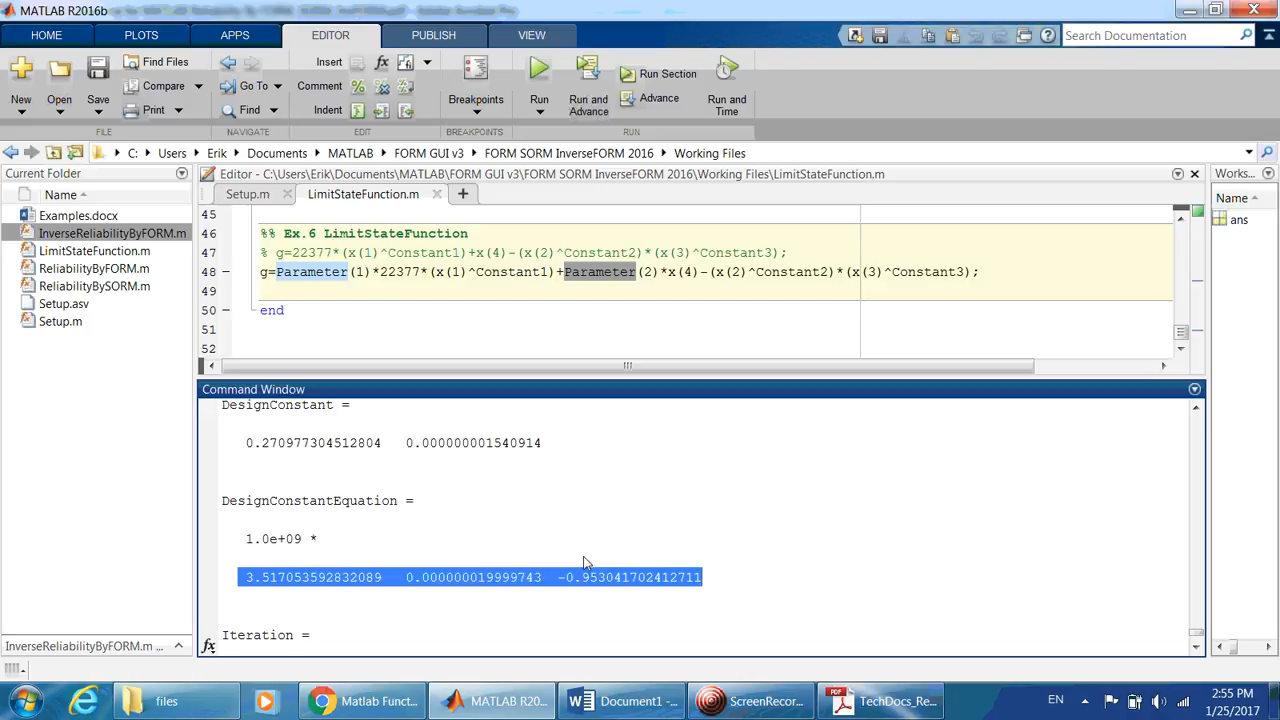 MATLAB R2016b
HOME PLOTS APPS EDITOR PUBLISH VIEW
Search Documentation
New Open Save
Find Files
Compare
Print
Go To
Find
Insert
Comment
Indent
Breakpoints
Run
Run and Advance
Run Section
Advance
Run and Time
FILE NAVIGATE EDIT BREAKPOINTS RUN
C: Users Erik Documents MATLAB FORM GUI v3 FORM SORM InverseFORM 2016 Working Files
Current Folder
Name
Examples.docx
InverseReliabilityByFORM.m
LimitStateFunction.m
ReliabilityByFORM.m
ReliabilityBySORM.m
Setup.asv
Setup.m
InverseReliabilityByFORM.m ...
Editor - C:\Users\Erik\Documents\MATLAB\FORM GUI v3\FORM SORM InverseFORM 2016\Working Files\LimitStateFunction.m
Setup.m LimitStateFunction.m
45
46 %% Ex.6 LimitStateFunction
47 % g=22377*(x(1)^Constant1)+x(4)-(x(2)^Constant2)*(x(3)^Constant3);
48 g=Parameter(1)*22377*(x(1)^Constant1)+Parameter(2)*x(4)-(x(2)^Constant2)*(x(3)^Constant3);
49
50 end
51
52
Command Window
DesignConstant =
0.270977304512804 0.000000001540914
DesignConstantEquation =
1.0e+09 *
3.517053592832089 0.000000019999743 -0.953041702412711
Iteration =
fx
Works...
Name
ans
files
Matlab Funct...
MATLAB R20...
Document1 -...
ScreenRecor...
TechDocs_Re...
EN
2:55 PM
1/25/2017